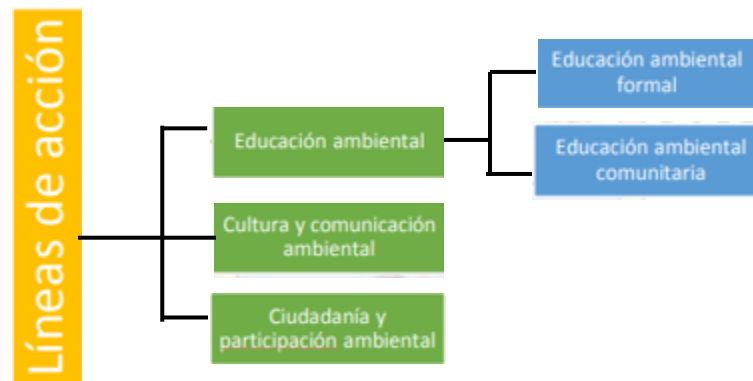 Líneas de acción
Educación ambiental
Cultura y comunicación
ambiental
Ciudadanía y
participación ambiental
Educación ambiental
formal
Educación ambiental
comunitaria